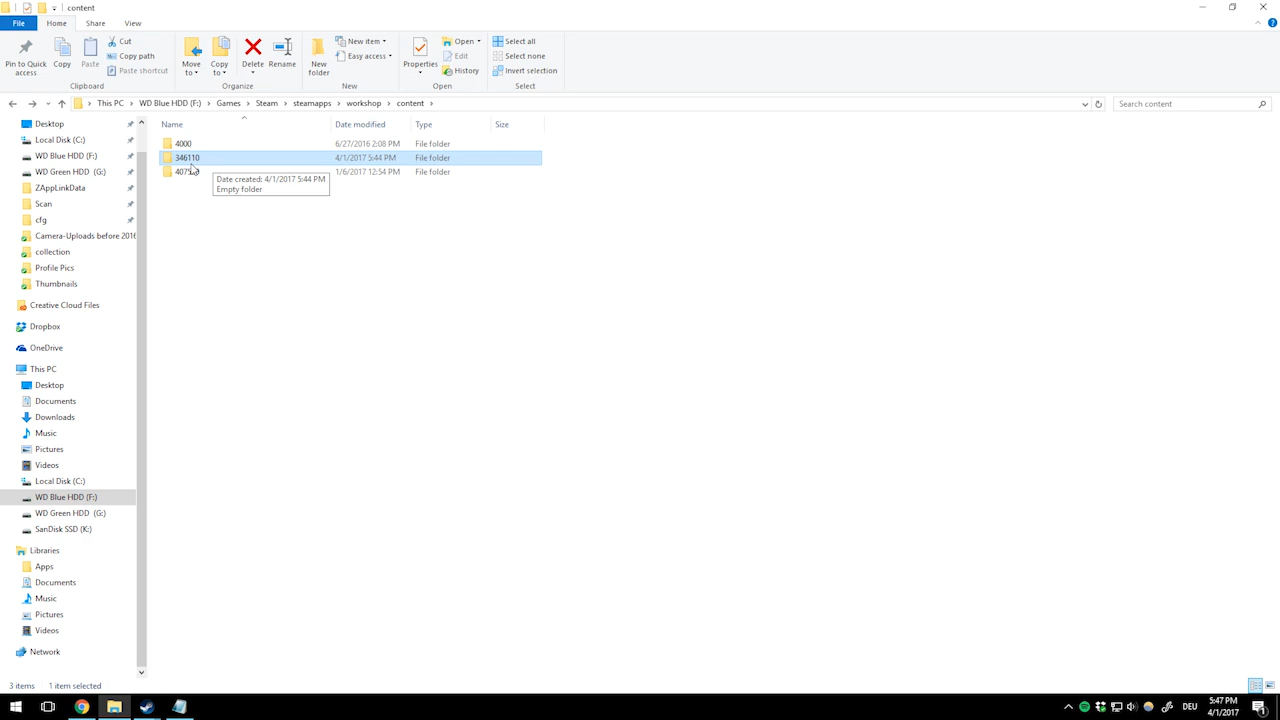 content
File Home Share View
Pin to Quick access
Copy
Paste
Cut
Copy path
Paste shortcut
Clipboard
Move to
Copy to
Delete
Rename
Organize
New folder
New item
Easy access
New
Properties
Open
Edit
History
Open
Select all
Select none
Invert selection
Select
This PC > WD Blue HDD (F:) > Games > Steam > steamapps > workshop > content >
Search content
Name Date modified Type Size
4000 6/27/2016 2:08 PM File folder
346110 4/1/2017 5:44 PM File folder
1/6/2017 12:54 PM File folder
Date created: 4/1/2017 5:44 PM
Empty folder
Desktop
Local Disk (C:)
WD Blue HDD (F:)
WD Green HDD (G:)
ZAppLinkData
Scan
cfg
Camera-Uploads before 2016
collection
Profile Pics
Thumbnails
Creative Cloud Files
Dropbox
OneDrive
This PC
Desktop
Documents
Downloads
Music
Pictures
Videos
Local Disk (C:)
WD Blue HDD (F:)
WD Green HDD (G:)
SanDisk SSD (K:)
Libraries
Apps
Documents
Music
Pictures
Videos
Network
3 items 1 item selected
DEU
5:47 PM
4/1/2017